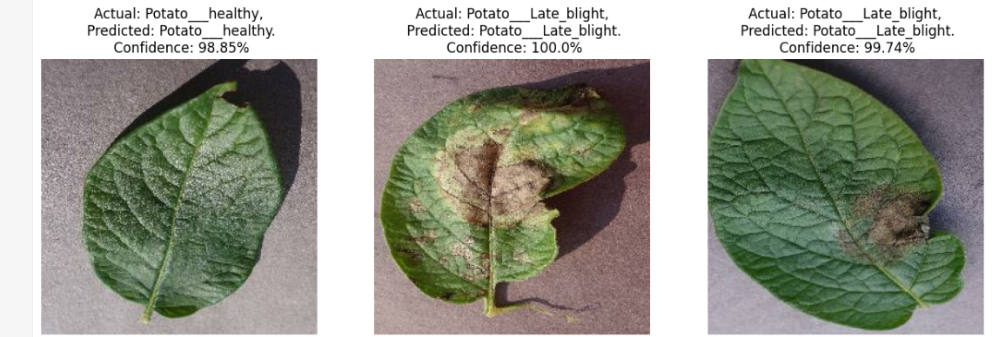 Actual: Potato___healthy,
Predicted: Potato___healthy.
Confidence: 98.85%
Actual: Potato___Late_blight,
Predicted: Potato___Late_blight.
Confidence: 100.0%
Actual: Potato___Late_blight,
Predicted: Potato___Late_blight.
Confidence: 99.74%